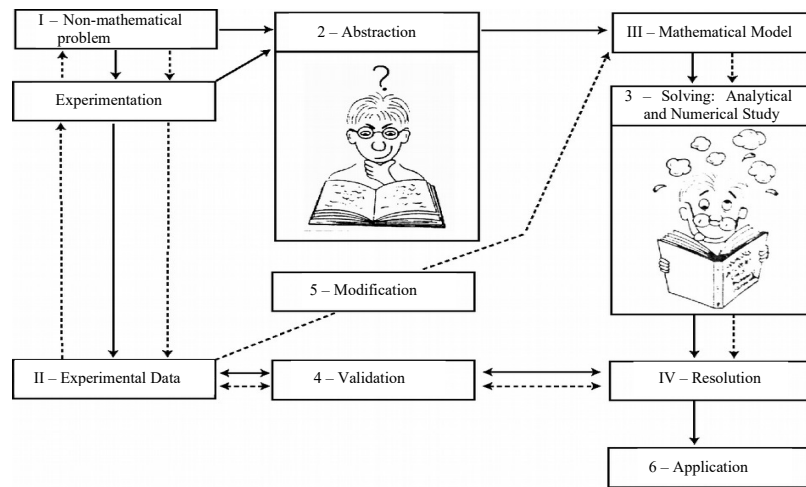 I – Non-mathematical
problem
2 – Abstraction
III – Mathematical Model
Experimentation
3 – Solving: Analytical
and Numerical Study
?
5 – Modification
II – Experimental Data
4 – Validation
IV – Resolution
6 – Application